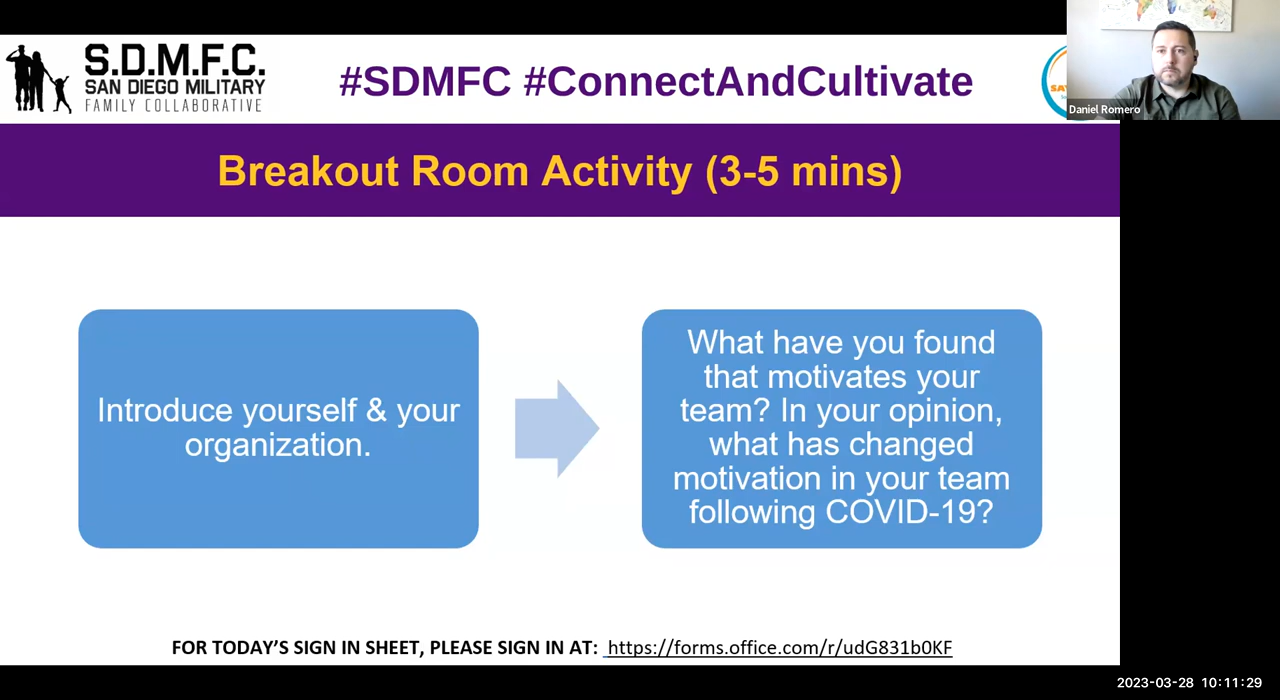 S.D.M.F.C.
SAN DIEGO MILITARY
FAMILY COLLABORATIVE
#SDMFC #ConnectAndCultivate
Daniel Romero
Breakout Room Activity (3-5 mins)
Introduce yourself & your
organization.
What have you found
that motivates your
team? In your opinion,
what has changed
motivation in your team
following COVID-19?
FOR TODAY'S SIGN IN SHEET, PLEASE SIGN IN AT: https://forms.office.com/r/udG831b0KF
2023-03-28 10:11:29